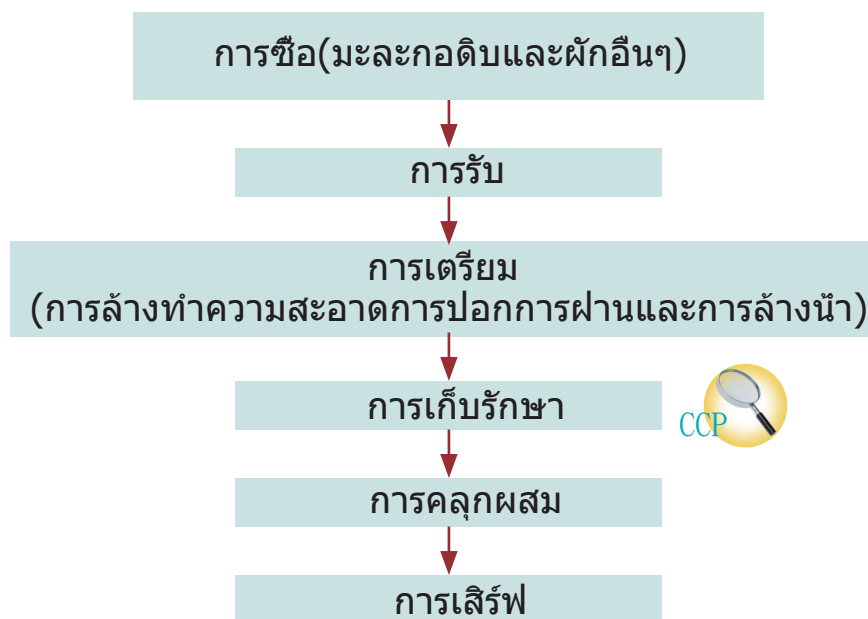 การซือ(มะละกอดิบและผักอืนๆ)
การรับ
การเตรียม
(การล้างทำความสะอาดการปอกการฝานและการล้างน้ำ)
การเก็บรักษา
CCP
การคลุกผสม
การเสิร์ฟ